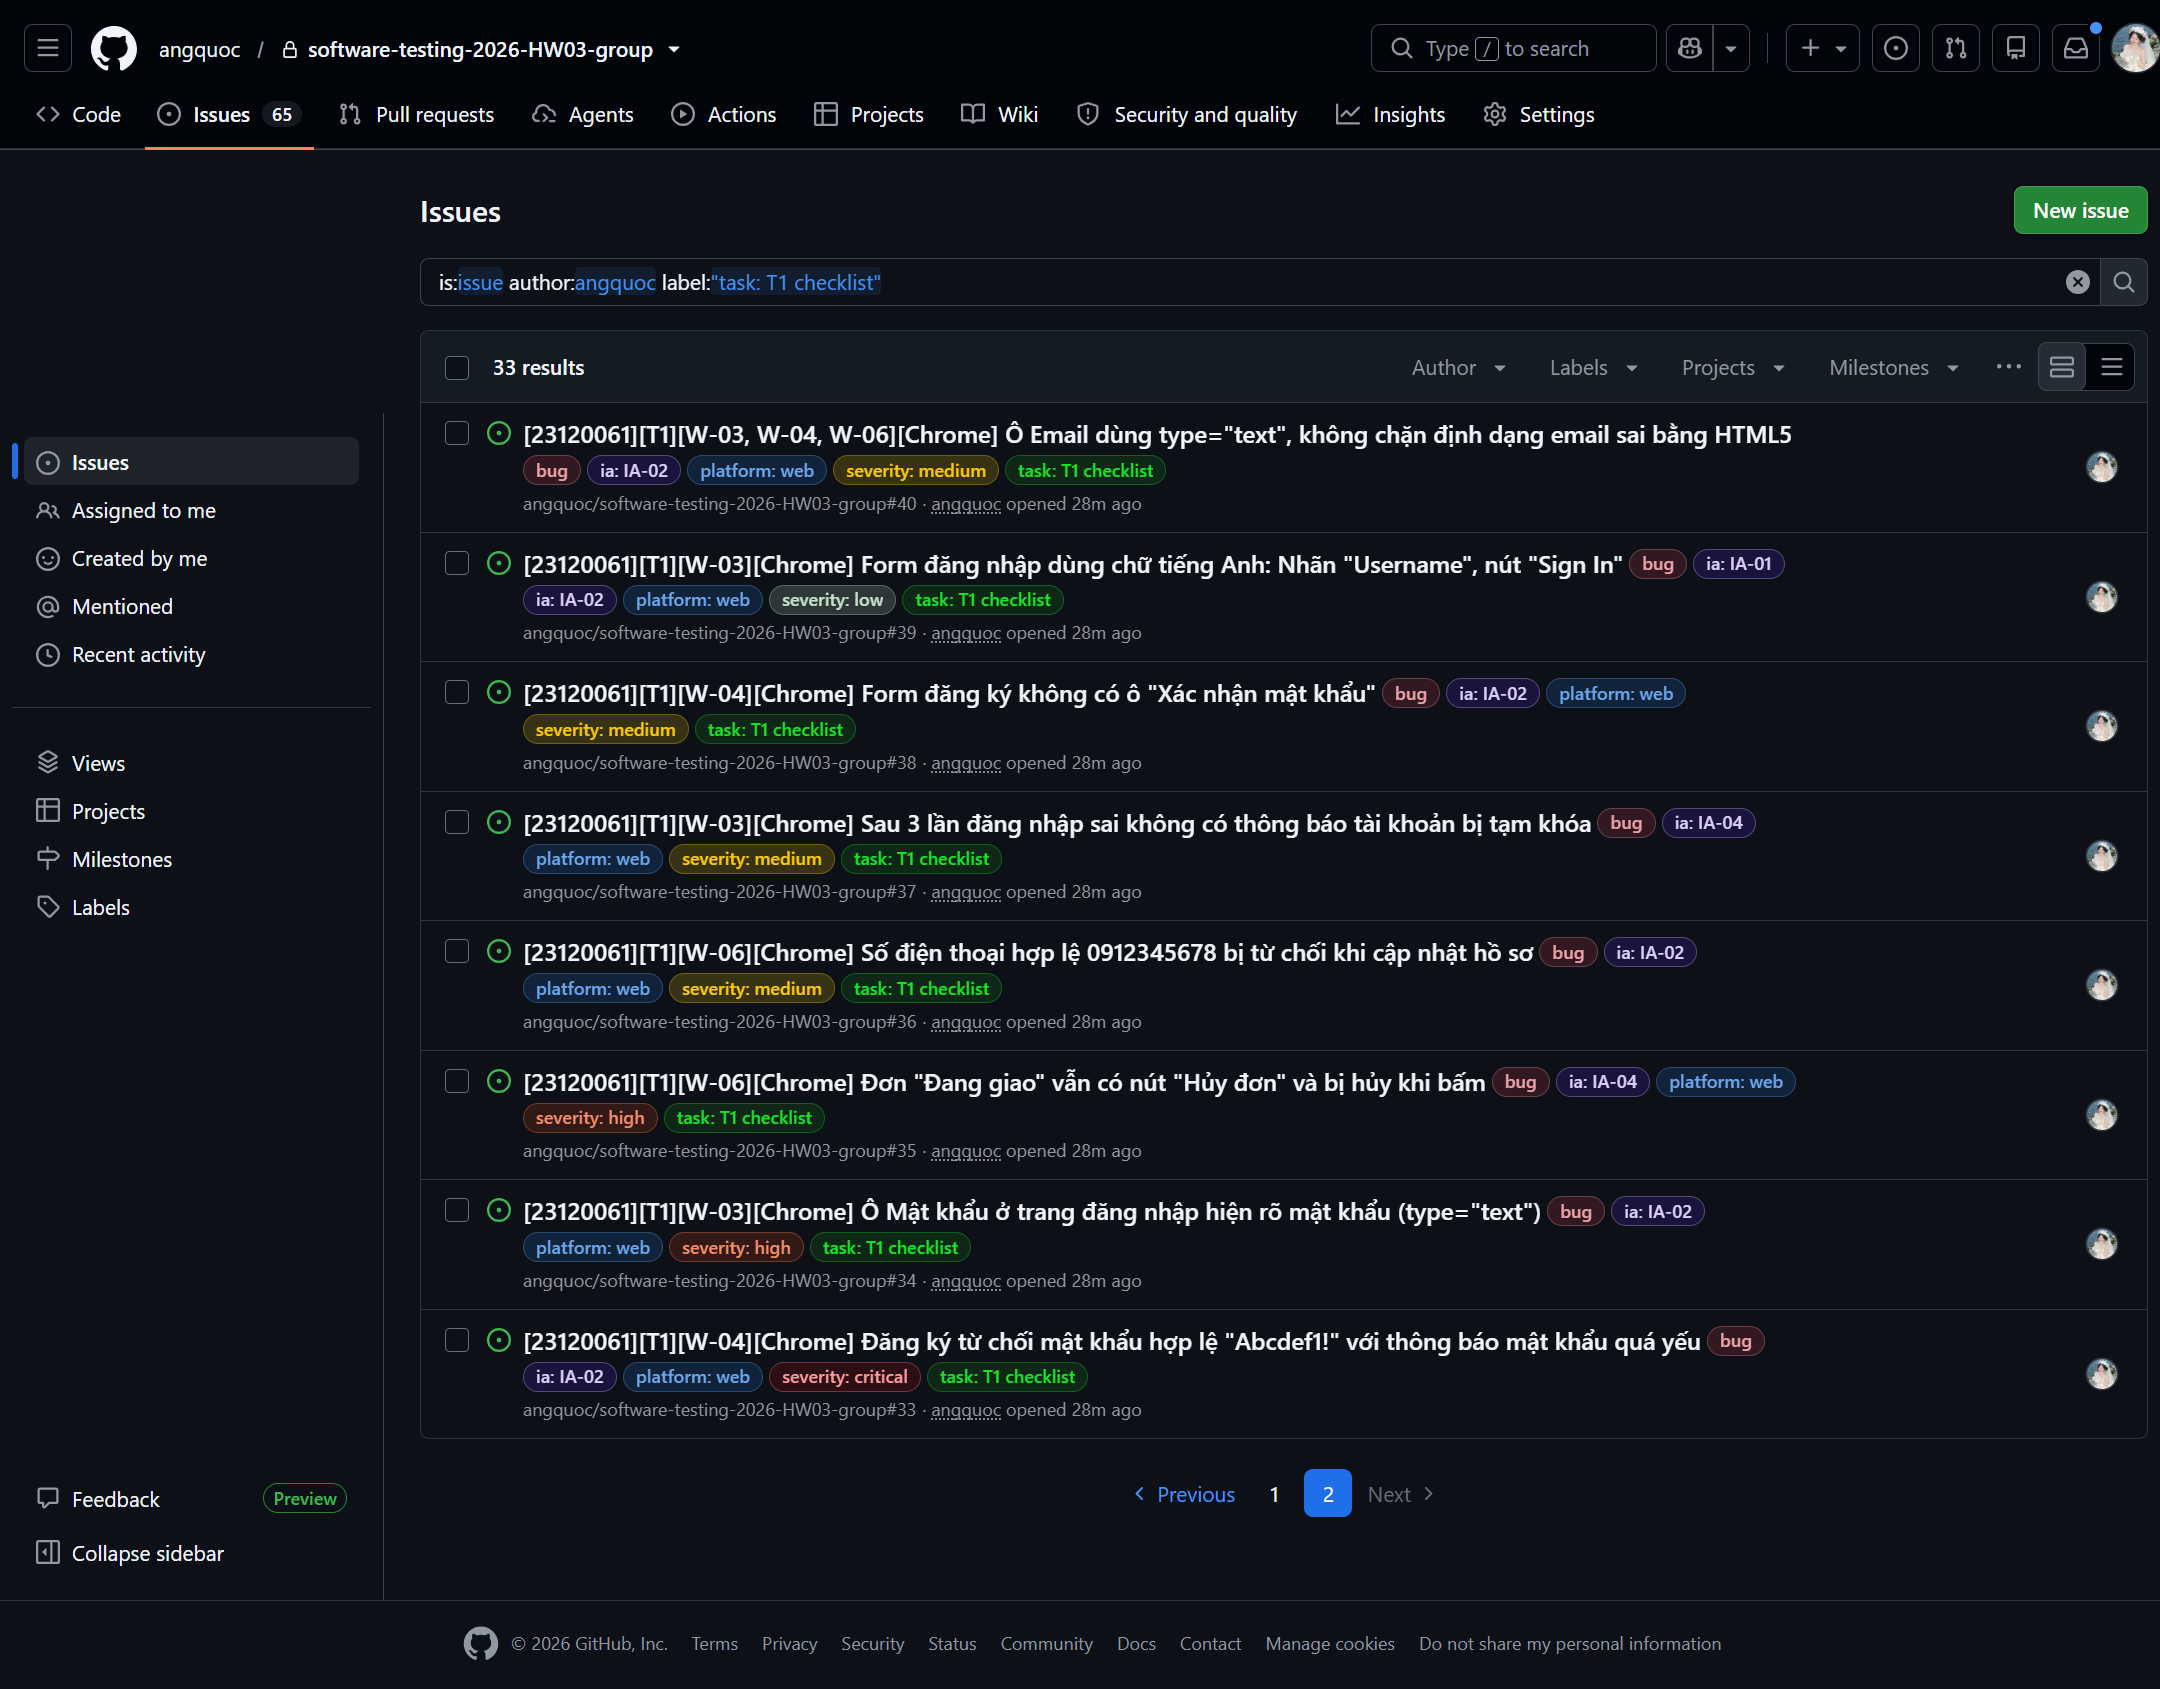 angquoc / software-testing-2026-HW03-group
Type / to search
Code
Issues 65
Pull requests
Agents
Actions
Projects
Wiki
Security and quality
Insights
Settings
Issues
Assigned to me
Created by me
Mentioned
Recent activity
Views
Projects
Milestones
Labels
Feedback Preview
Collapse sidebar
Issues
New issue
is:issue author:angquoc label:"task: T1 checklist"
33 results
Author Labels Projects Milestones
[23120061][T1][W-03, W-04, W-06][Chrome] Ô Email dùng type="text", không chặn định dạng email sai bằng HTML5
bug ia: IA-02 platform: web severity: medium task: T1 checklist
angquoc/software-testing-2026-HW03-group#40 · angquoc opened 28m ago
[23120061][T1][W-03][Chrome] Form đăng nhập dùng chữ tiếng Anh: Nhãn "Username", nút "Sign In" bug ia: IA-01
ia: IA-02 platform: web severity: low task: T1 checklist
angquoc/software-testing-2026-HW03-group#39 · angquoc opened 28m ago
[23120061][T1][W-04][Chrome] Form đăng ký không có ô "Xác nhận mật khẩu" bug ia: IA-02 platform: web
severity: medium task: T1 checklist
angquoc/software-testing-2026-HW03-group#38 · angquoc opened 28m ago
[23120061][T1][W-03][Chrome] Sau 3 lần đăng nhập sai không có thông báo tài khoản bị tạm khóa bug ia: IA-04
platform: web severity: medium task: T1 checklist
angquoc/software-testing-2026-HW03-group#37 · angquoc opened 28m ago
[23120061][T1][W-06][Chrome] Số điện thoại hợp lệ 0912345678 bị từ chối khi cập nhật hồ sơ bug ia: IA-02
platform: web severity: medium task: T1 checklist
angquoc/software-testing-2026-HW03-group#36 · angquoc opened 28m ago
[23120061][T1][W-06][Chrome] Đơn "Đang giao" vẫn có nút "Hủy đơn" và bị hủy khi bấm bug ia: IA-04 platform: web
severity: high task: T1 checklist
angquoc/software-testing-2026-HW03-group#35 · angquoc opened 28m ago
[23120061][T1][W-03][Chrome] Ô Mật khẩu ở trang đăng nhập hiện rõ mật khẩu (type="text") bug ia: IA-02
platform: web severity: high task: T1 checklist
angquoc/software-testing-2026-HW03-group#34 · angquoc opened 28m ago
[23120061][T1][W-04][Chrome] Đăng ký từ chối mật khẩu hợp lệ "Abcdef1!" với thông báo mật khẩu quá yếu bug
ia: IA-02 platform: web severity: critical task: T1 checklist
angquoc/software-testing-2026-HW03-group#33 · angquoc opened 28m ago
Previous 1 2 Next
© 2026 GitHub, Inc. Terms Privacy Security Status Community Docs Contact Manage cookies Do not share my personal information